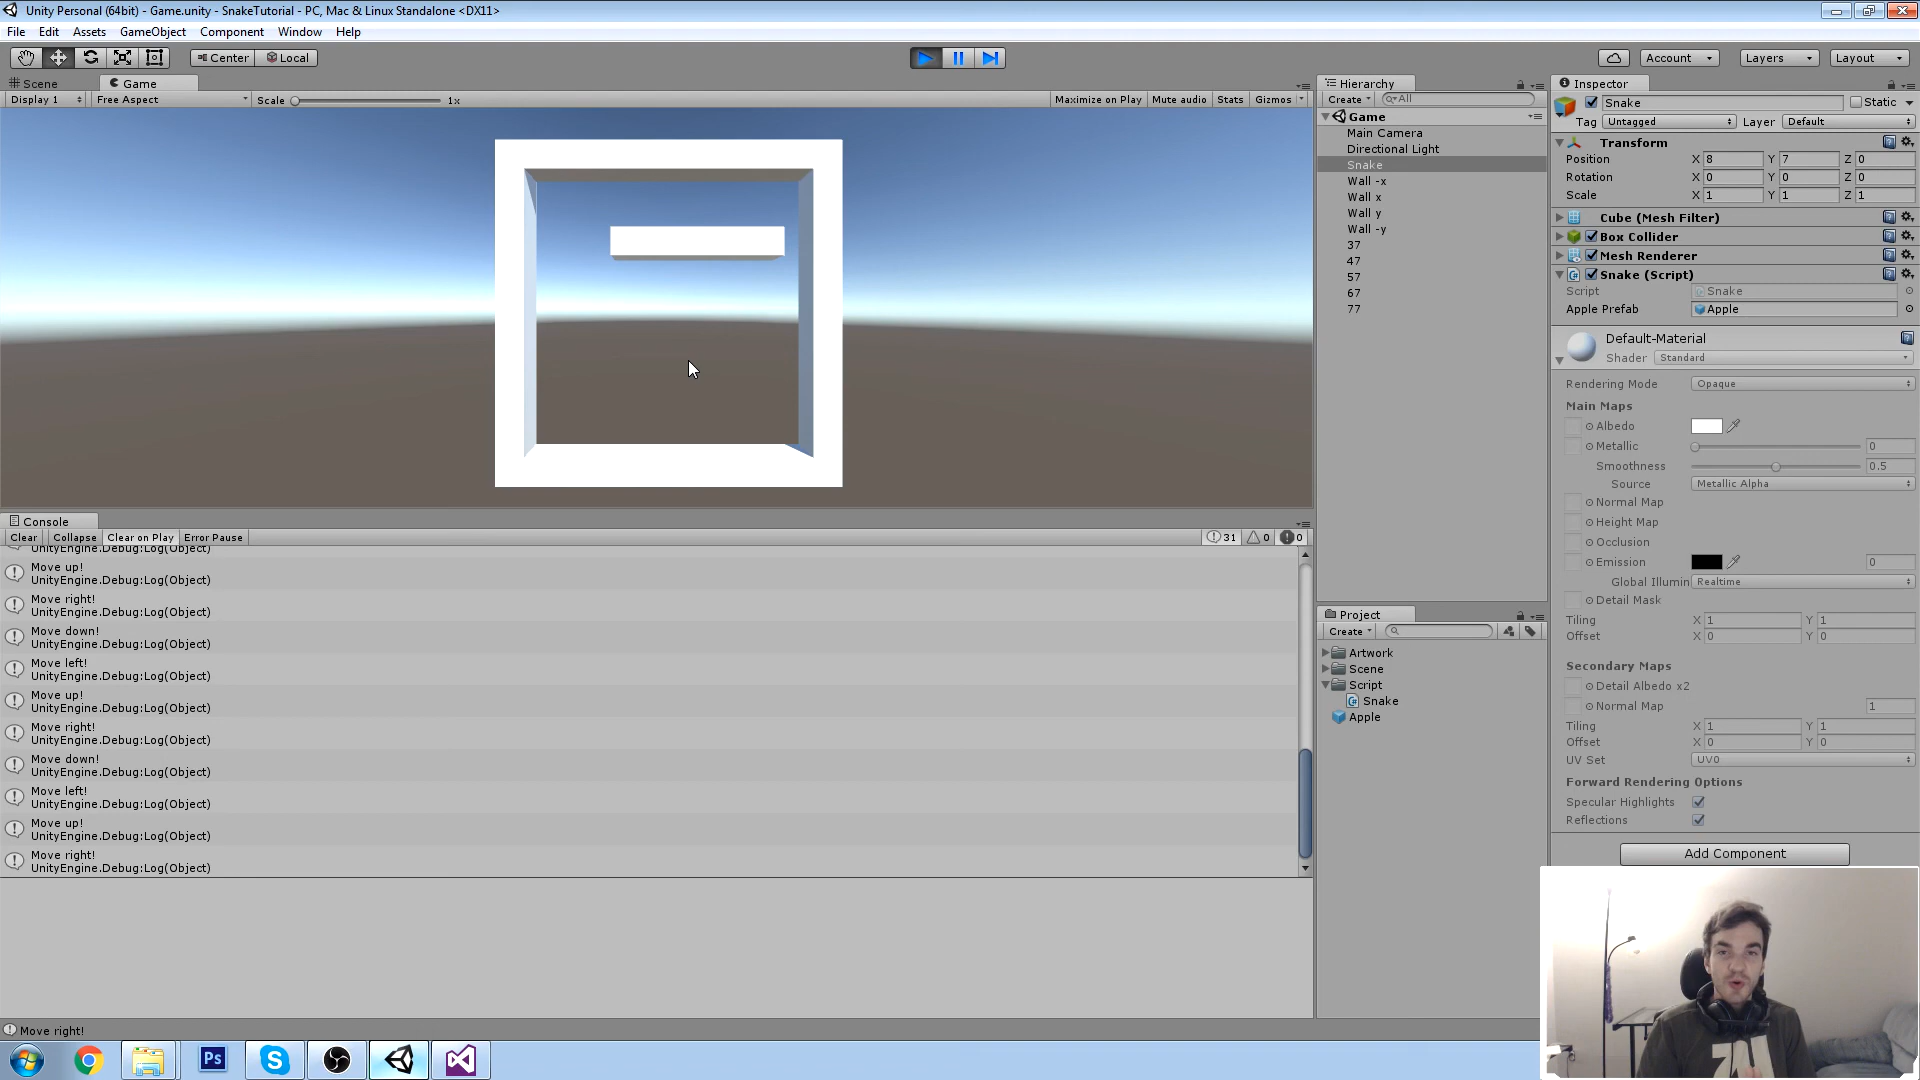 Unity Personal (64bit) - Game.unity - SnakeTutorial - PC, Mac & Linux Standalone <DX11>
File Edit Assets GameObject Component Window Help
Center Local Account Layers Layout
Scene Game
Display 1 Free Aspect Scale 1x Maximize on Play Mute audio Stats Gizmos
Console
Clear Collapse Clear on Play Error Pause 31 0 0
UnityEngine.Debug:Log(Object)
Move up!
UnityEngine.Debug:Log(Object)
Move right!
UnityEngine.Debug:Log(Object)
Move down!
UnityEngine.Debug:Log(Object)
Move left!
UnityEngine.Debug:Log(Object)
Move up!
UnityEngine.Debug:Log(Object)
Move right!
UnityEngine.Debug:Log(Object)
Move down!
UnityEngine.Debug:Log(Object)
Move left!
UnityEngine.Debug:Log(Object)
Move up!
UnityEngine.Debug:Log(Object)
Move right!
UnityEngine.Debug:Log(Object)
Move right!
Hierarchy
Create All
Game
Main Camera
Directional Light
Snake
Wall -x
Wall x
Wall y
Wall -y
37
47
57
67
77
Project
Create
Artwork
Scene
Script
Snake
Apple
Inspector
Snake Static
Tag Untagged Layer Default
Transform
Position X 8 Y 7 Z 0
Rotation X 0 Y 0 Z 0
Scale X 1 Y 1 Z 1
Cube (Mesh Filter)
Box Collider
Mesh Renderer
Snake (Script)
Script Snake
Apple Prefab Apple
Default-Material
Shader Standard
Rendering Mode Opaque
Main Maps
Albedo
Metallic 0
Smoothness 0.5
Source Metallic Alpha
Normal Map
Height Map
Occlusion
Emission 0
Global Illumin Realtime
Detail Mask
Tiling X 1 Y 1
Offset X 0 Y 0
Secondary Maps
Detail Albedo x2
Normal Map 1
Tiling X 1 Y 1
Offset X 0 Y 0
UV Set UV0
Forward Rendering Options
Specular Highlights
Reflections
Add Component
Ps